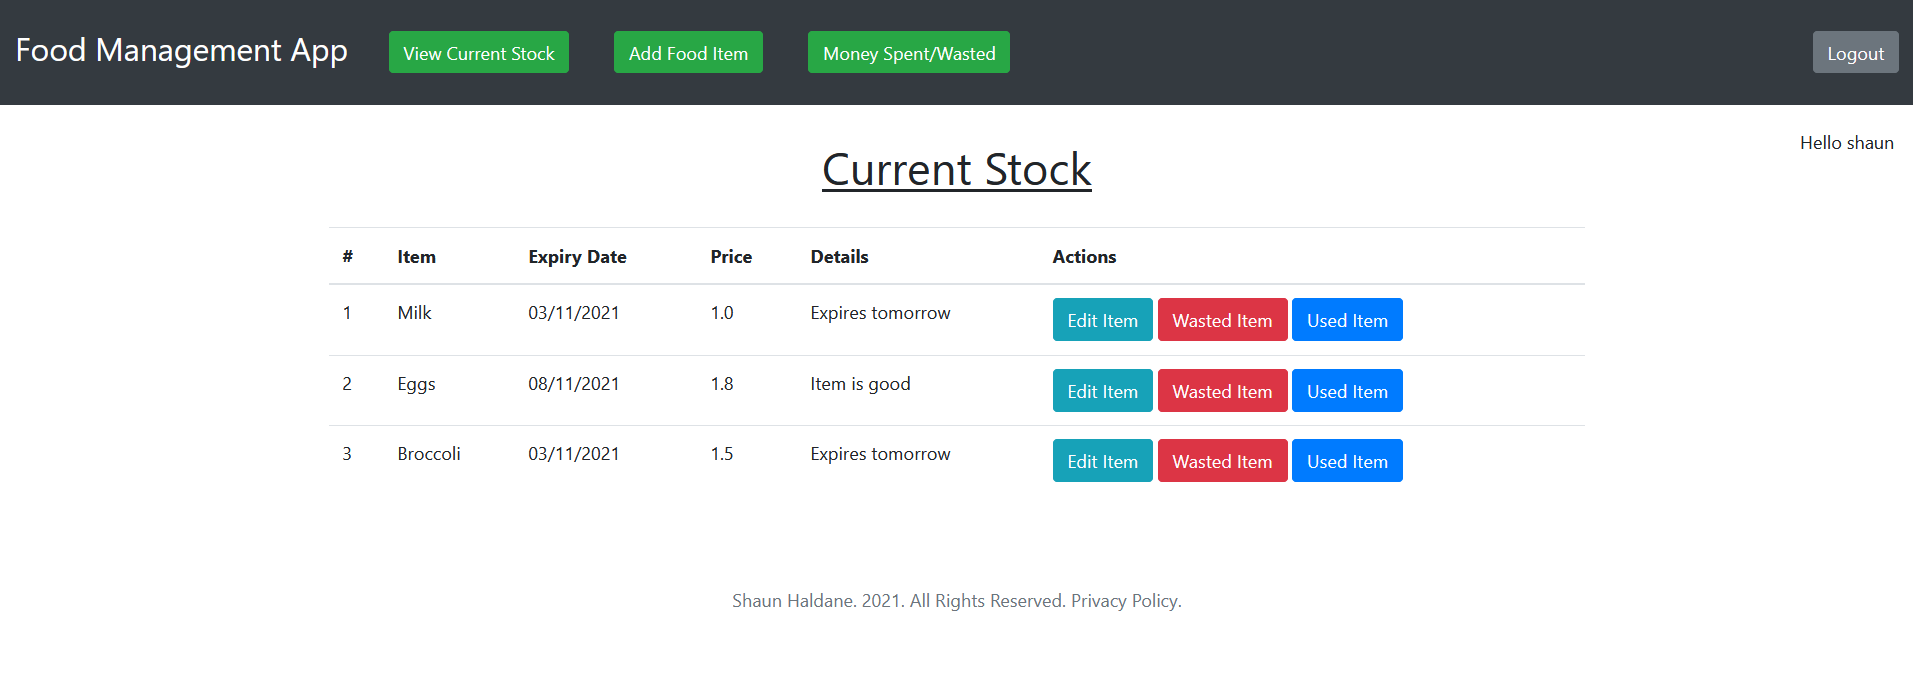 Food Management App View Current Stock Add Food Item Money Spent/Wasted Logout
Hello shaun
Current Stock
# Item Expiry Date Price Details Actions
1 Milk 03/11/2021 1.0 Expires tomorrow Edit Item Wasted Item Used Item
2 Eggs 08/11/2021 1.8 Item is good Edit Item Wasted Item Used Item
3 Broccoli 03/11/2021 1.5 Expires tomorrow Edit Item Wasted Item Used Item
Shaun Haldane. 2021. All Rights Reserved. Privacy Policy.